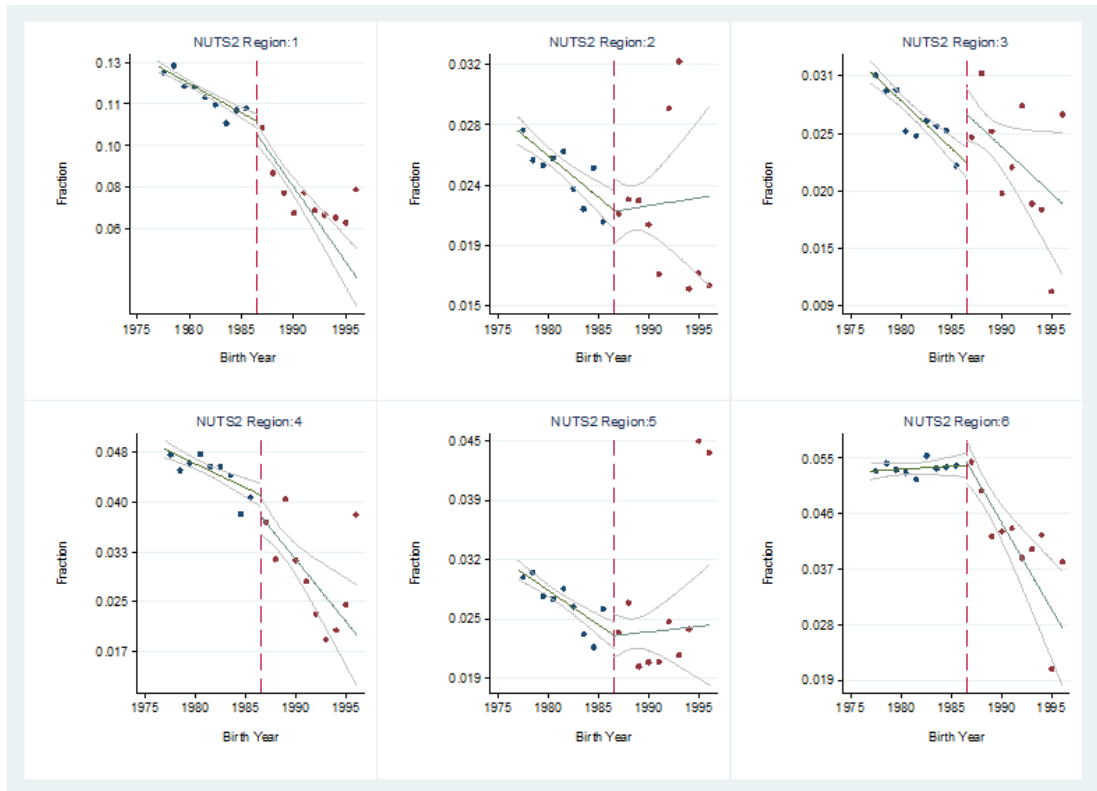 NUTS2 Region:1
0.13
0.11
0.10
0.08
0.06
Fraction
1975 1980 1985 1990 1995
Birth Year
NUTS2 Region:2
0.032
0.028
0.024
0.019
0.015
Fraction
1975 1980 1985 1990 1995
Birth Year
NUTS2 Region:3
0.031
0.025
0.020
0.015
0.009
Fraction
1975 1980 1985 1990 1995
Birth Year
NUTS2 Region:4
0.048
0.040
0.033
0.025
0.017
Fraction
1975 1980 1985 1990 1995
Birth Year
NUTS2 Region:5
0.045
0.039
0.032
0.025
0.019
Fraction
1975 1980 1985 1990 1995
Birth Year
NUTS2 Region:6
0.055
0.046
0.037
0.028
0.019
Fraction
1975 1980 1985 1990 1995
Birth Year